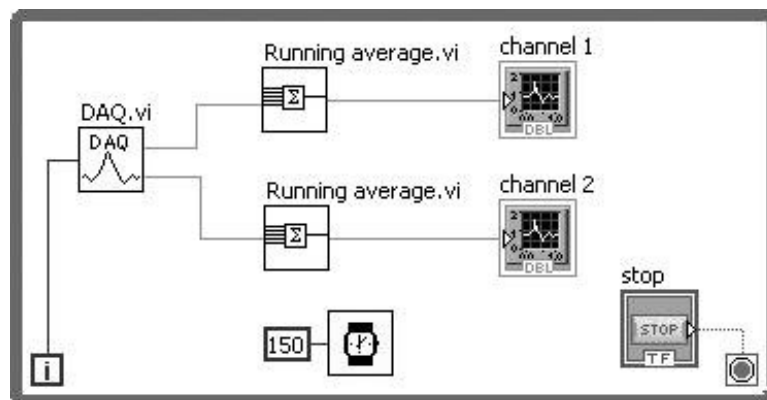 channel 1
Running average.vi
DAQ.vi
DAQ
Σ
DBL
channel 2
Running average.vi
Σ
DBL
stop
STOP
TF
150
i